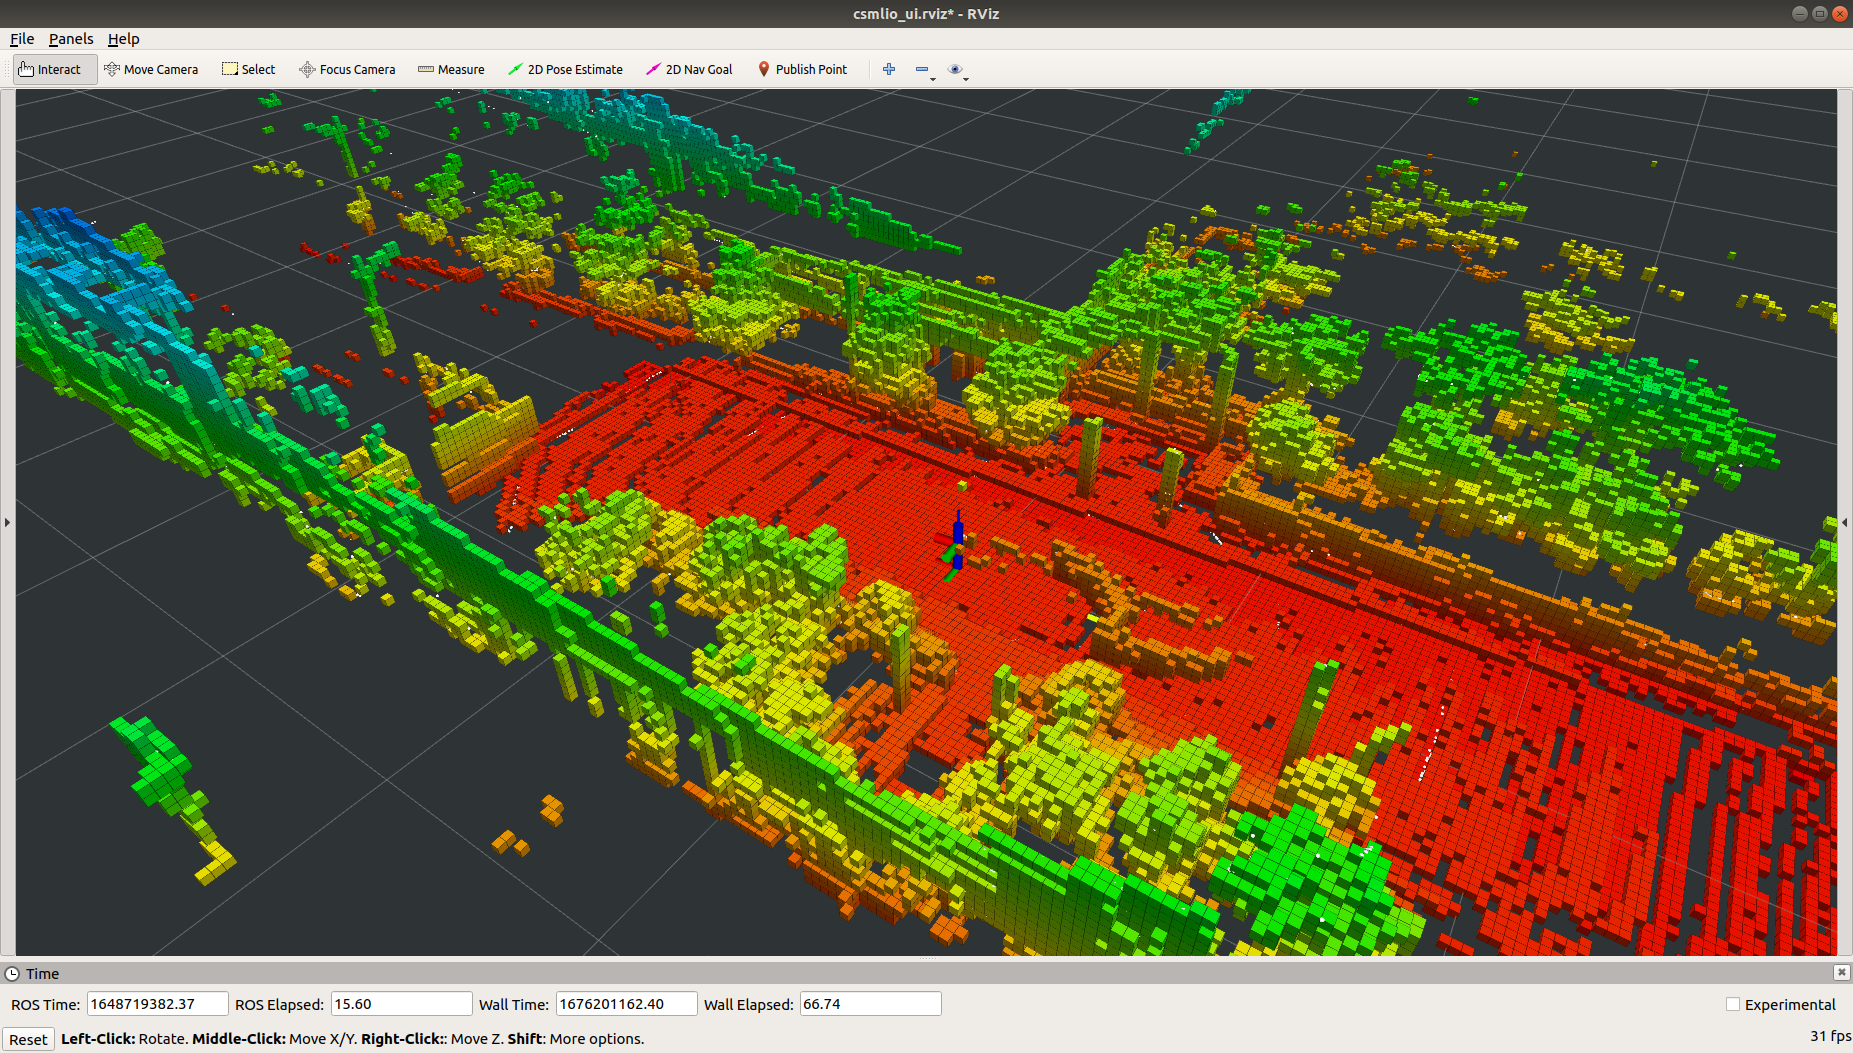 csmlio_ui.rviz* - RViz
File Panels Help
Interact Move Camera Select Focus Camera Measure 2D Pose Estimate 2D Nav Goal Publish Point
Time
ROS Time: 1648719382.37 ROS Elapsed: 15.60 Wall Time: 1676201162.40 Wall Elapsed: 66.74 Experimental
Reset Left-Click: Rotate. Middle-Click: Move X/Y. Right-Click:: Move Z. Shift: More options. 31 fps